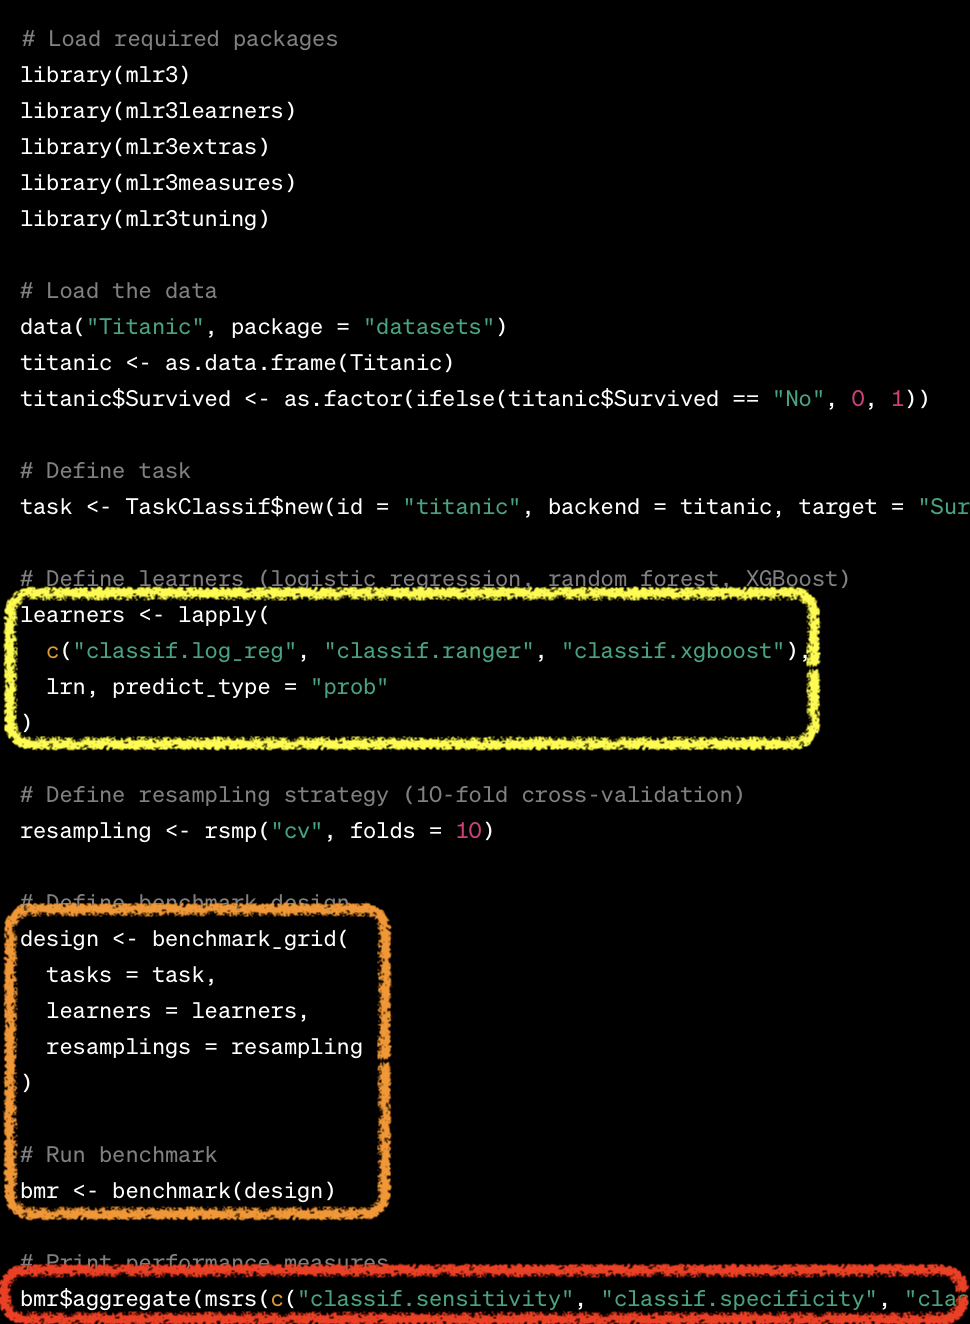 # Load required packages
library(mlr3)
library(mlr3learners)
library(mlr3extras)
library(mlr3measures)
library(mlr3tuning)
# Load the data
data("Titanic", package = "datasets")
titanic <- as.data.frame(Titanic)
titanic$Survived <- as.factor(ifelse(titanic$Survived == "No", 0, 1))
# Define task
task <- TaskClassif$new(id = "titanic", backend = titanic, target = "Sur
# Define learners (logistic regression, random forest, XGBoost)
learners <- lapply(
  c("classif.log_reg", "classif.ranger", "classif.xgboost"),
  lrn, predict_type = "prob"
)
# Define resampling strategy (10-fold cross-validation)
resampling <- rsmp("cv", folds = 10)
# Define benchmark design
design <- benchmark_grid(
  tasks = task,
  learners = learners,
  resamplings = resampling
)
# Run benchmark
bmr <- benchmark(design)
# Print performance measures
bmr$aggregate(msrs(c("classif.sensitivity", "classif.specificity", "clas